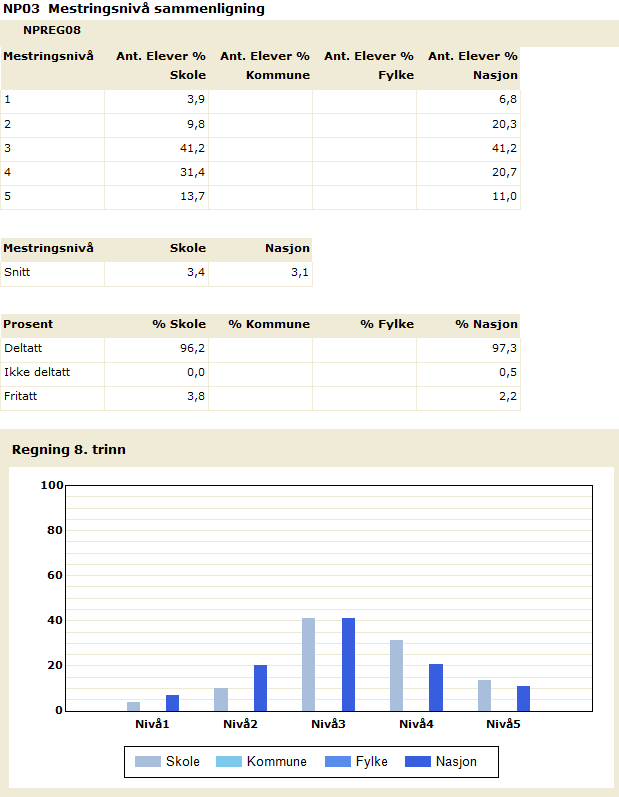 NP03 Mestringsnivå sammenligning
NPREG08
Mestringsnivå Ant. Elever % Skole Ant. Elever % Kommune Ant. Elever % Fylke Ant. Elever % Nasjon
1 3,9 6,8
2 9,8 20,3
3 41,2 41,2
4 31,4 20,7
5 13,7 11,0
Mestringsnivå Skole Nasjon
Snitt 3,4 3,1
Prosent % Skole % Kommune % Fylke % Nasjon
Deltatt 96,2 97,3
Ikke deltatt 0,0 0,5
Fritatt 3,8 2,2
Regning 8. trinn
100
80
60
40
20
0
Nivå1 Nivå2 Nivå3 Nivå4 Nivå5
Skole Kommune Fylke Nasjon